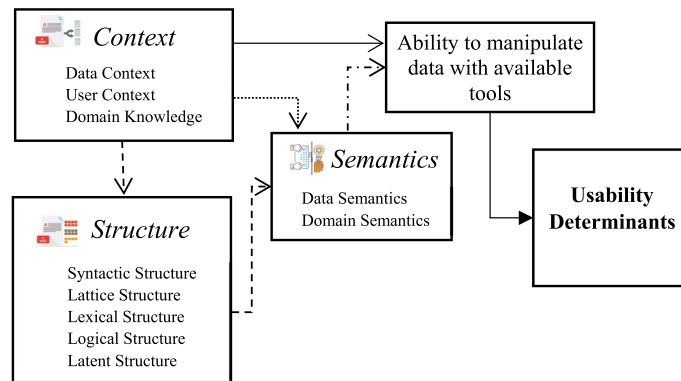 Context
Data Context
User Context
Domain Knowledge
Ability to manipulate
data with available
tools
Semantics
Data Semantics
Domain Semantics
Usability
Determinants
Structure
Syntactic Structure
Lattice Structure
Lexical Structure
Logical Structure
Latent Structure